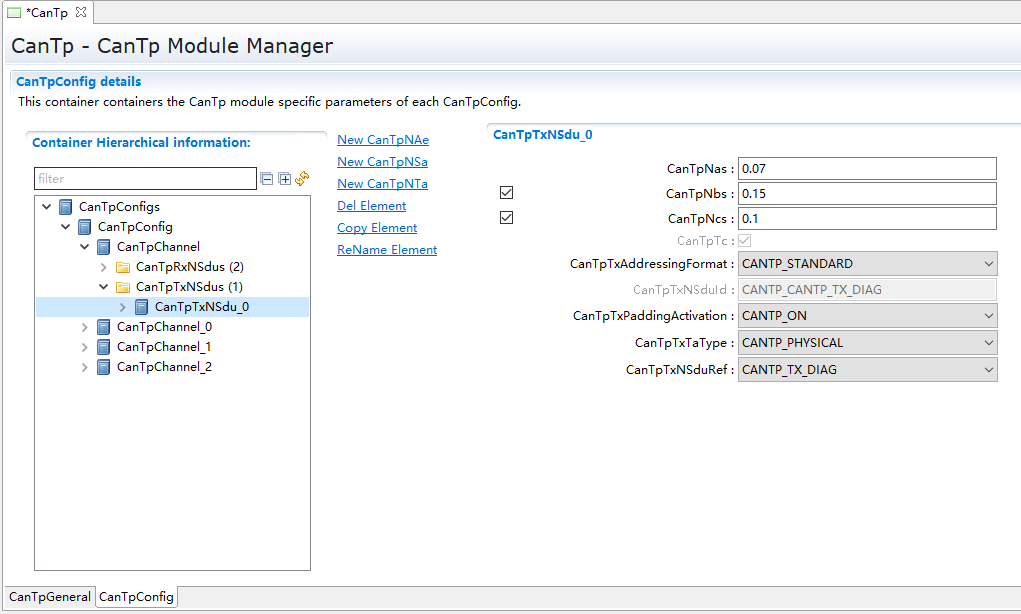 *CanTp
CanTp - CanTp Module Manager
CanTpConfig details
This container containers the CanTp module specific parameters of each CanTpConfig.
Container Hierarchical information:
filter
CanTpConfigs
CanTpConfig
CanTpChannel
CanTpRxNSdus (2)
CanTpTxNSdus (1)
CanTpTxNSdu_0
CanTpChannel_0
CanTpChannel_1
CanTpChannel_2
New CanTpNAe
New CanTpNSa
New CanTpNTa
Del Element
Copy Element
ReName Element
CanTpTxNSdu_0
CanTpNas : 0.07
CanTpNbs : 0.15
CanTpNcs : 0.1
CanTpTc :
CanTpTxAddressingFormat : CANTP_STANDARD
CanTpTxNSduId : CANTP_CANTP_TX_DIAG
CanTpTxPaddingActivation : CANTP_ON
CanTpTxTaType : CANTP_PHYSICAL
CanTpTxNSduRef : CANTP_TX_DIAG
CanTpGeneral CanTpConfig